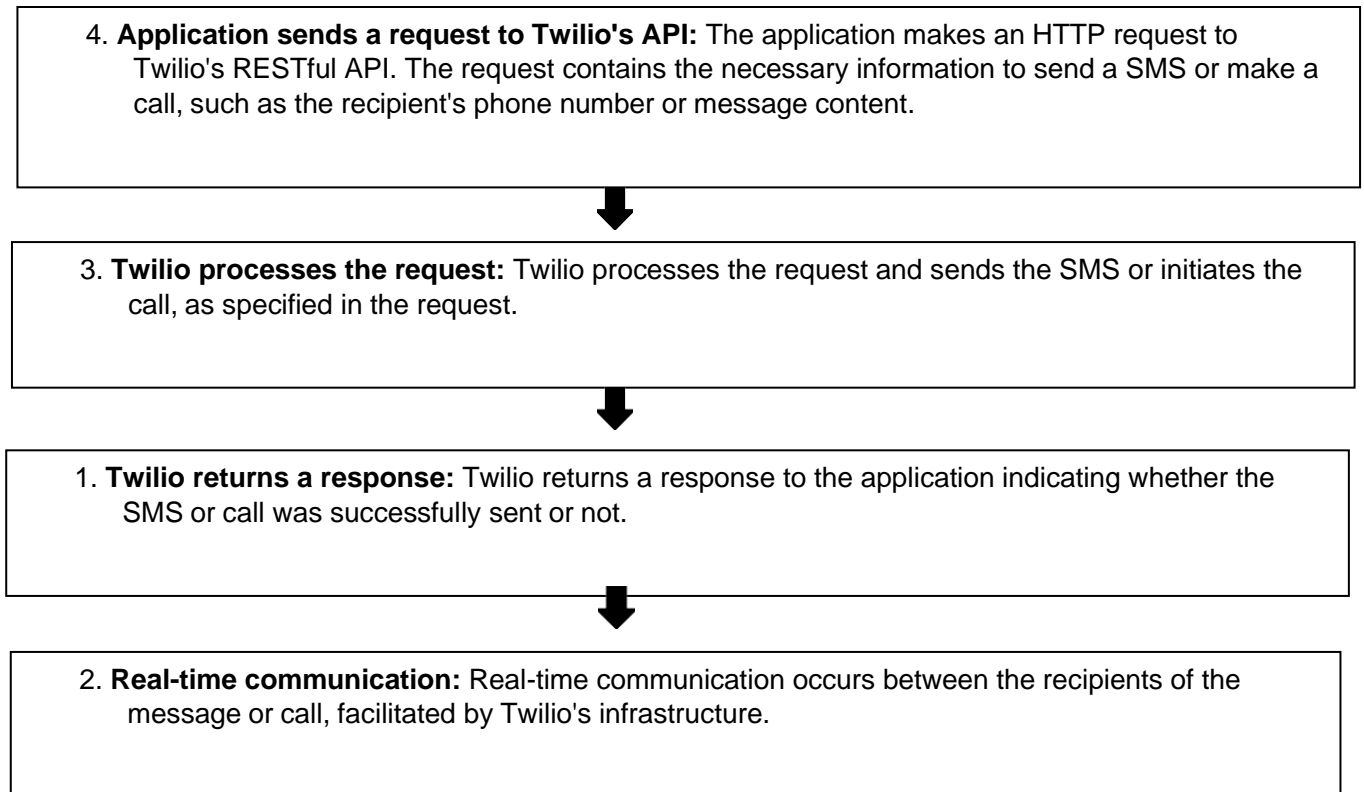 4. Application sends a request to Twilio's API: The application makes an HTTP request to
Twilio's RESTful API. The request contains the necessary information to send a SMS or make a
call, such as the recipient's phone number or message content.
3. Twilio processes the request: Twilio processes the request and sends the SMS or initiates the
call, as specified in the request.
1. Twilio returns a response: Twilio returns a response to the application indicating whether the
SMS or call was successfully sent or not.
2. Real-time communication: Real-time communication occurs between the recipients of the
message or call, facilitated by Twilio's infrastructure.